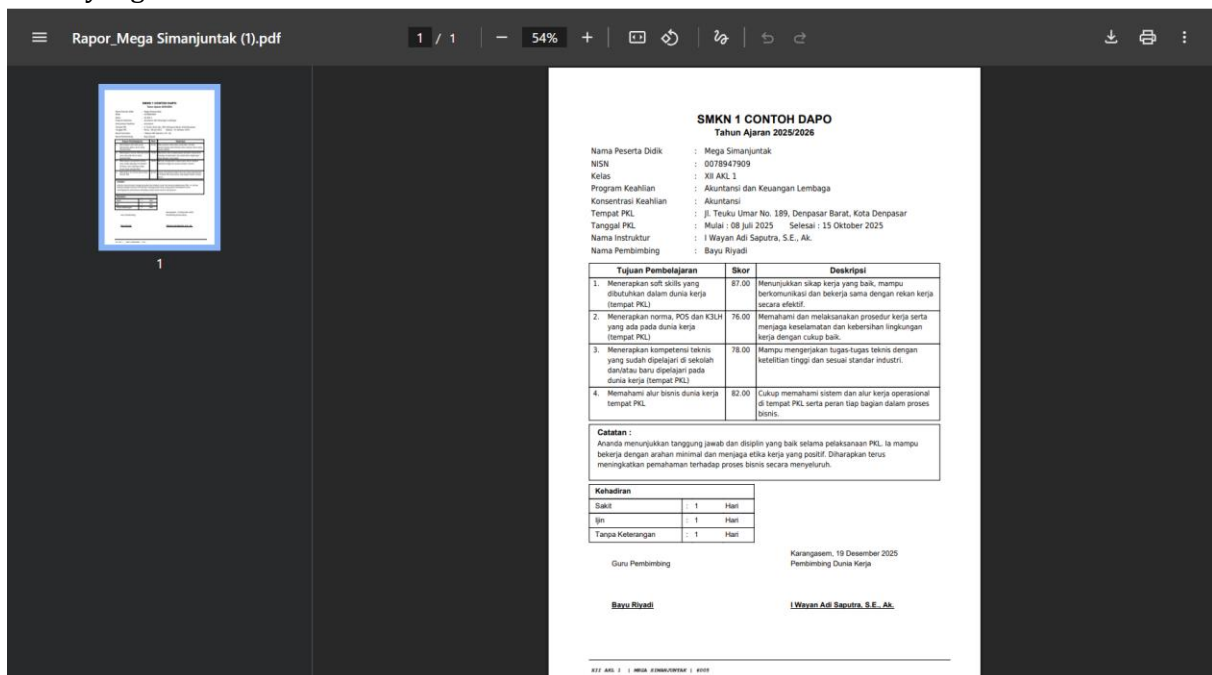 Rapor_Mega Simanjuntak (1).pdf
1 / 1
54%
1
SMKN 1 CONTOH DAPO
Tahun Ajaran 2025/2026
Nama Peserta Didik : Mega Simanjuntak
NISN : 0078947909
Kelas : XII AKL 1
Program Keahlian : Akuntansi dan Keuangan Lembaga
Konsentrasi Keahlian : Akuntansi
Tempat PKL : Jl. Teuku Umar No. 189, Denpasar Barat, Kota Denpasar
Tanggal PKL : Mulai : 08 Juli 2025 Selesai : 15 Oktober 2025
Nama Instruktur : I Wayan Adi Saputra, S.E., Ak.
Nama Pembimbing : Bayu Riyadi
Tujuan Pembelajaran Skor Deskripsi
1. Menerapkan soft skills yang dibutuhkan dalam dunia kerja (tempat PKL) 87.00 Menunjukkan sikap kerja yang baik, mampu berkomunikasi dan bekerja sama dengan rekan kerja secara efektif.
2. Menerapkan norma, POS dan K3LH yang ada pada dunia kerja (tempat PKL) 76.00 Memahami dan melaksanakan prosedur kerja serta menjaga keselamatan dan kebersihan lingkungan kerja dengan cukup baik.
3. Menerapkan kompetensi teknis yang sudah dipelajari di sekolah dan/atau baru dipelajari pada dunia kerja (tempat PKL) 78.00 Mampu mengerjakan tugas-tugas teknis dengan ketelitian tinggi dan sesuai standar industri.
4. Memahami alur bisnis dunia kerja tempat PKL 82.00 Cukup memahami sistem dan alur kerja operasional di tempat PKL serta peran tiap bagian dalam proses bisnis.
Catatan :
Ananda menunjukkan tanggung jawab dan disiplin yang baik selama pelaksanaan PKL. Ia mampu
bekerja dengan arahan minimal dan menjaga etika kerja yang positif. Diharapkan terus
meningkatkan pemahaman terhadap proses bisnis secara menyeluruh.
Kehadiran
Sakit : 1 Hari
Ijin : 1 Hari
Tanpa Keterangan : 1 Hari
Karangasem, 19 Desember 2025
Guru Pembimbing Pembimbing Dunia Kerja
Bayu Riyadi I Wayan Adi Saputra, S.E., Ak.
XII AKL 1 | MEGA SIMANJUNTAK |